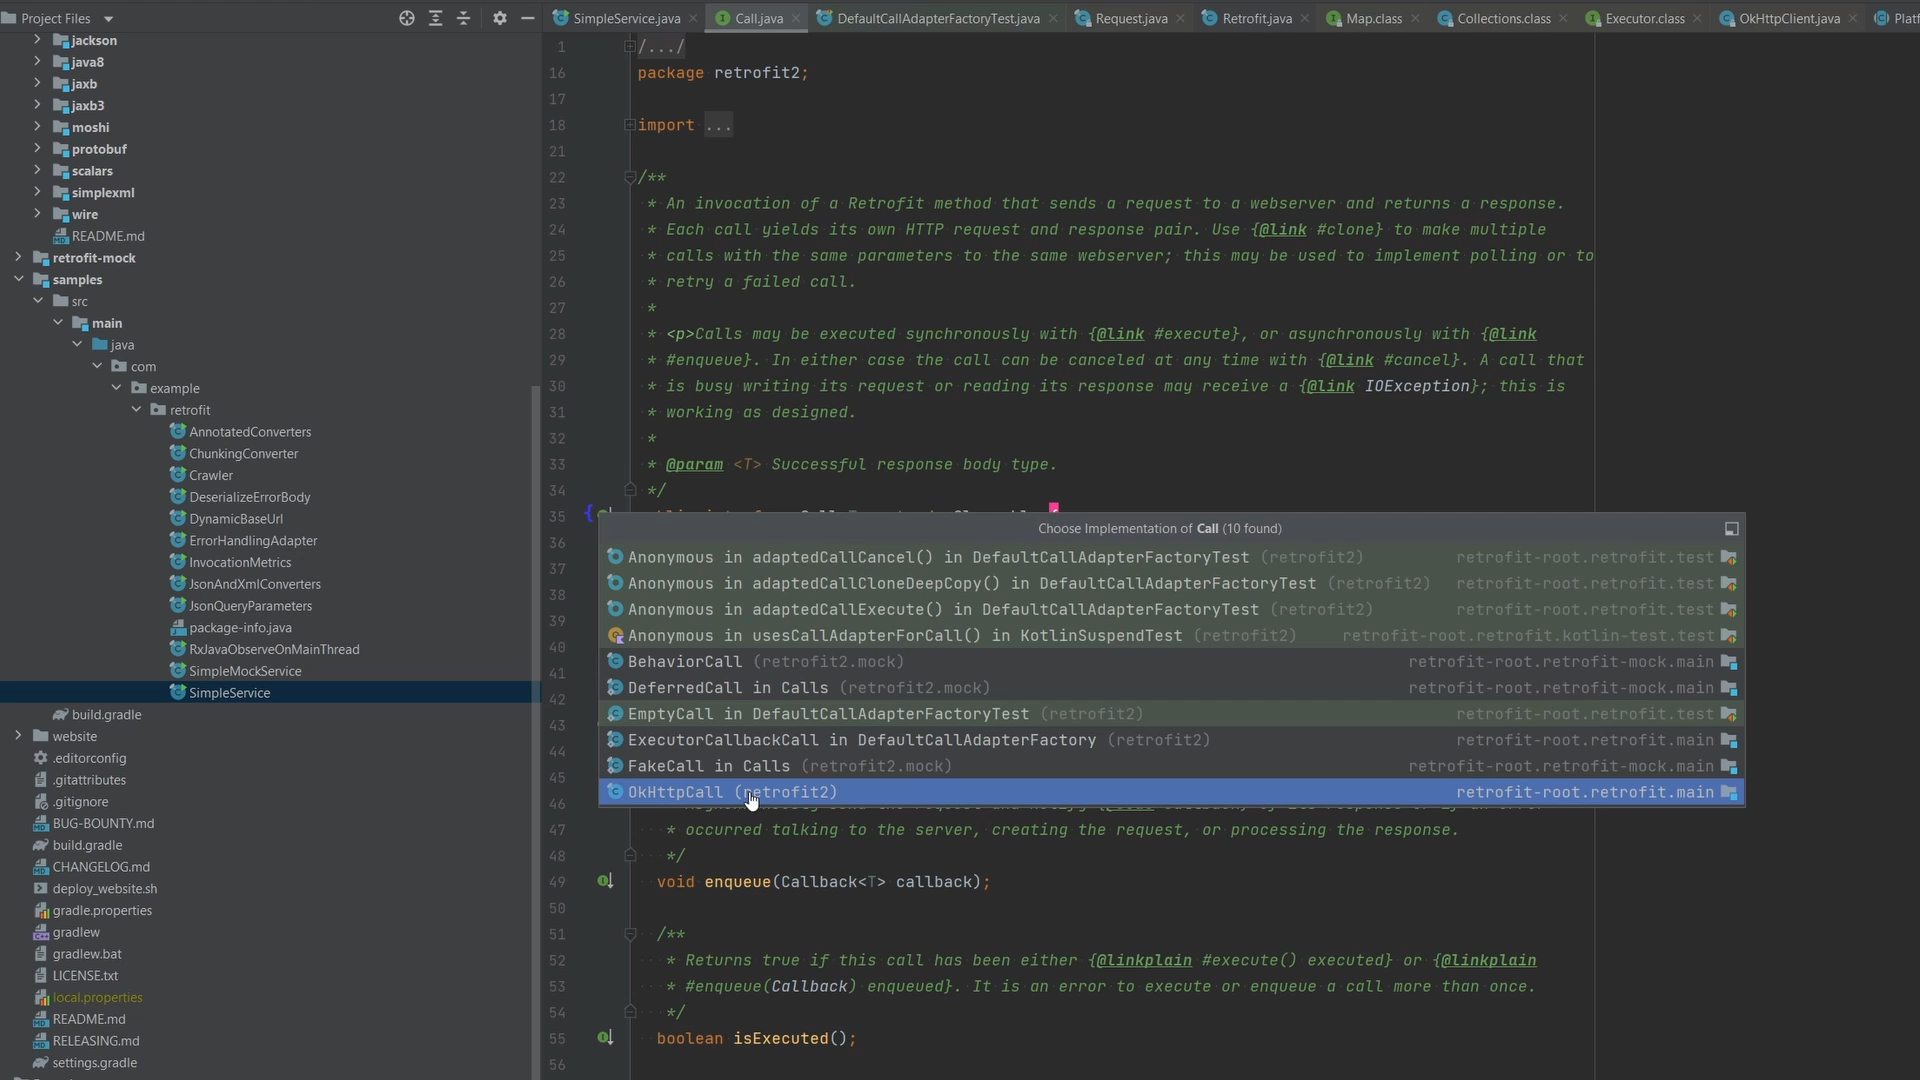 Project Files
jackson
java8
jaxb
jaxb3
moshi
protobuf
scalars
simplexml
wire
README.md
retrofit-mock
samples
src
main
java
com
example
retrofit
AnnotatedConverters
ChunkingConverter
Crawler
DeserializeErrorBody
DynamicBaseUrl
ErrorHandlingAdapter
InvocationMetrics
JsonAndXmlConverters
JsonQueryParameters
package-info.java
RxJavaObserveOnMainThread
SimpleMockService
SimpleService
build.gradle
website
.editorconfig
.gitattributes
.gitignore
BUG-BOUNTY.md
build.gradle
CHANGELOG.md
deploy_website.sh
gradle.properties
gradlew
gradlew.bat
LICENSE.txt
local.properties
README.md
RELEASING.md
settings.gradle
SimpleService.java Call.java DefaultCallAdapterFactoryTest.java Request.java Retrofit.java Map.class Collections.class Executor.class OkHttpClient.java Platf
1 /.../
16 package retrofit2;
17
18 import ...
21
22 /**
23 * An invocation of a Retrofit method that sends a request to a webserver and returns a response.
24 * Each call yields its own HTTP request and response pair. Use {@link #clone} to make multiple
25 * calls with the same parameters to the same webserver; this may be used to implement polling or to
26 * retry a failed call.
27 *
28 * <p>Calls may be executed synchronously with {@link #execute}, or asynchronously with {@link
29 * #enqueue}. In either case the call can be canceled at any time with {@link #cancel}. A call that
30 * is busy writing its request or reading its response may receive a {@link IOException}; this is
31 * working as designed.
32 *
33 * @param <T> Successful response body type.
34 */
35
36
37
38
39
40
41
42
43
44
45
46
Choose Implementation of Call (10 found)
Anonymous in adaptedCallCancel() in DefaultCallAdapterFactoryTest (retrofit2) retrofit-root.retrofit.test
Anonymous in adaptedCallCloneDeepCopy() in DefaultCallAdapterFactoryTest (retrofit2) retrofit-root.retrofit.test
Anonymous in adaptedCallExecute() in DefaultCallAdapterFactoryTest (retrofit2) retrofit-root.retrofit.test
Anonymous in usesCallAdapterForCall() in KotlinSuspendTest (retrofit2) retrofit-root.retrofit.kotlin-test.test
BehaviorCall (retrofit2.mock) retrofit-root.retrofit-mock.main
DeferredCall in Calls (retrofit2.mock) retrofit-root.retrofit-mock.main
EmptyCall in DefaultCallAdapterFactoryTest (retrofit2) retrofit-root.retrofit.test
ExecutorCallbackCall in DefaultCallAdapterFactory (retrofit2) retrofit-root.retrofit.main
FakeCall in Calls (retrofit2.mock) retrofit-root.retrofit-mock.main
OkHttpCall (retrofit2) retrofit-root.retrofit.main
47 * occurred talking to the server, creating the request, or processing the response.
48 */
49 void enqueue(Callback<T> callback);
50
51 /**
52 * Returns true if this call has been either {@linkplain #execute() executed} or {@linkplain
53 * #enqueue(Callback) enqueued}. It is an error to execute or enqueue a call more than once.
54 */
55 boolean isExecuted();
56